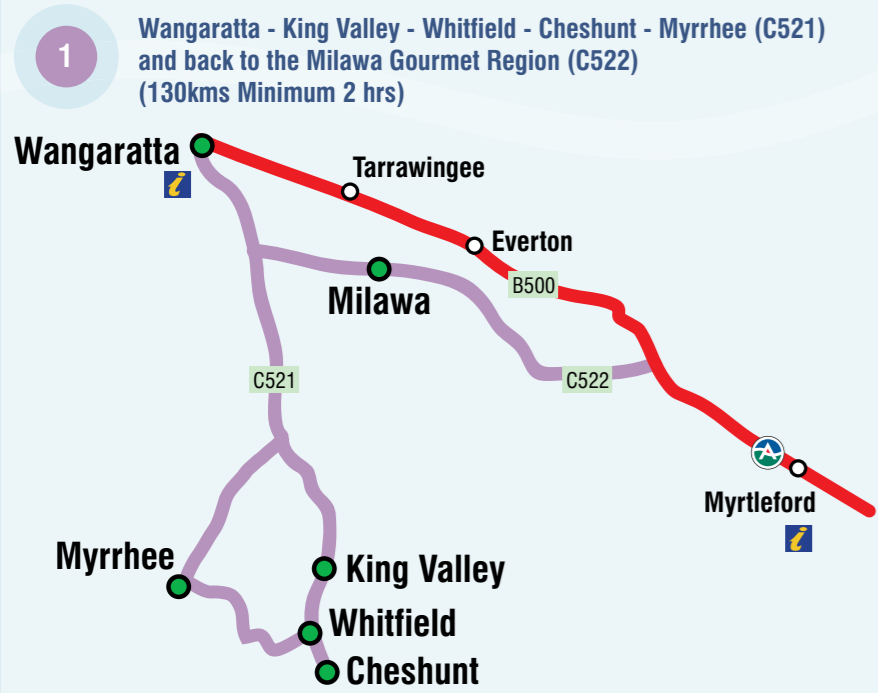 1
Wangaratta - King Valley - Whitfield - Cheshunt - Myrrhee (C521)
and back to the Milawa Gourmet Region (C522)
(130kms Minimum 2 hrs)
Wangaratta
i
Tarrawingee
Everton
B500
Milawa
C521
C522
A
Myrtleford
i
Myrrhee
King Valley
Whitfield
Cheshunt